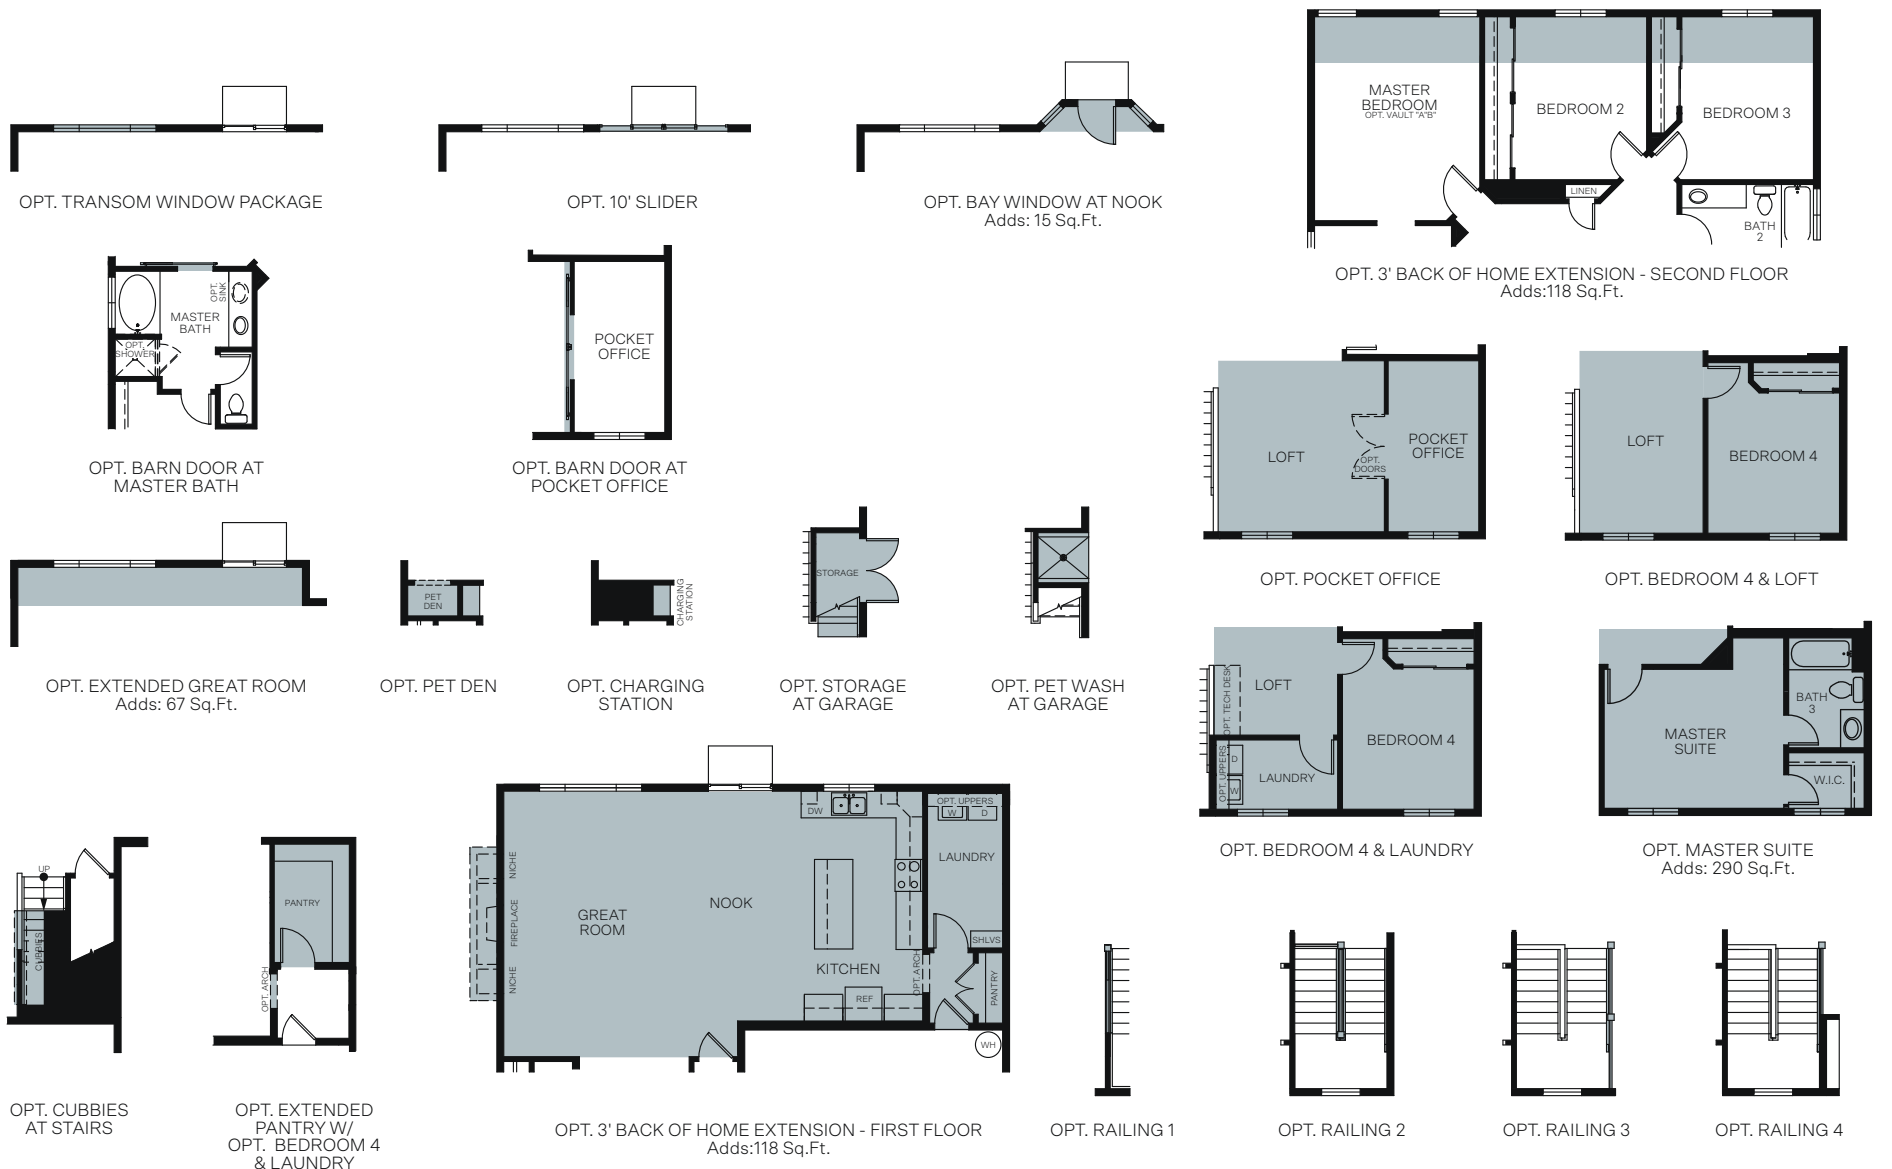 OPT. TRANSOM WINDOW PACKAGE
OPT. 10' SLIDER
OPT. BAY WINDOW AT NOOK
Adds: 15 Sq.Ft.
MASTER
BEDROOM
OPT. VAULT "A"B"
BEDROOM 2
BEDROOM 3
LINEN
BATH
2
OPT. 3' BACK OF HOME EXTENSION - SECOND FLOOR
Adds:118 Sq.Ft.
OPT.
SINK
MASTER
BATH
OPT.
SHOWER
OPT. BARN DOOR AT
MASTER BATH
POCKET
OFFICE
OPT. BARN DOOR AT
POCKET OFFICE
LOFT
OPT.
DOORS
POCKET
OFFICE
OPT. POCKET OFFICE
LOFT
BEDROOM 4
OPT. BEDROOM 4 & LOFT
OPT. EXTENDED GREAT ROOM
Adds: 67 Sq.Ft.
PET
DEN
OPT. PET DEN
CHARGING
STATION
OPT. CHARGING
STATION
STORAGE
OPT. STORAGE
AT GARAGE
OPT. PET WASH
AT GARAGE
LOFT
OPT. TECH DESK
BEDROOM 4
OPT. UPPERS
D
W
LAUNDRY
OPT. BEDROOM 4 & LAUNDRY
MASTER
SUITE
BATH
3
W.I.C.
OPT. MASTER SUITE
Adds: 290 Sq.Ft.
UP
CUBBIES
OPT. CUBBIES
AT STAIRS
PANTRY
OPT. ARCH
OPT. EXTENDED
PANTRY W/
OPT. BEDROOM 4
& LAUNDRY
NICHE
FIREPLACE
NICHE
GREAT
ROOM
NOOK
KITCHEN
DW
REF
OPT. UPPERS
W
D
LAUNDRY
SHLVS
OPT. ARCH
PANTRY
WH
OPT. 3' BACK OF HOME EXTENSION - FIRST FLOOR
Adds:118 Sq.Ft.
OPT. RAILING 1
OPT. RAILING 2
OPT. RAILING 3
OPT. RAILING 4